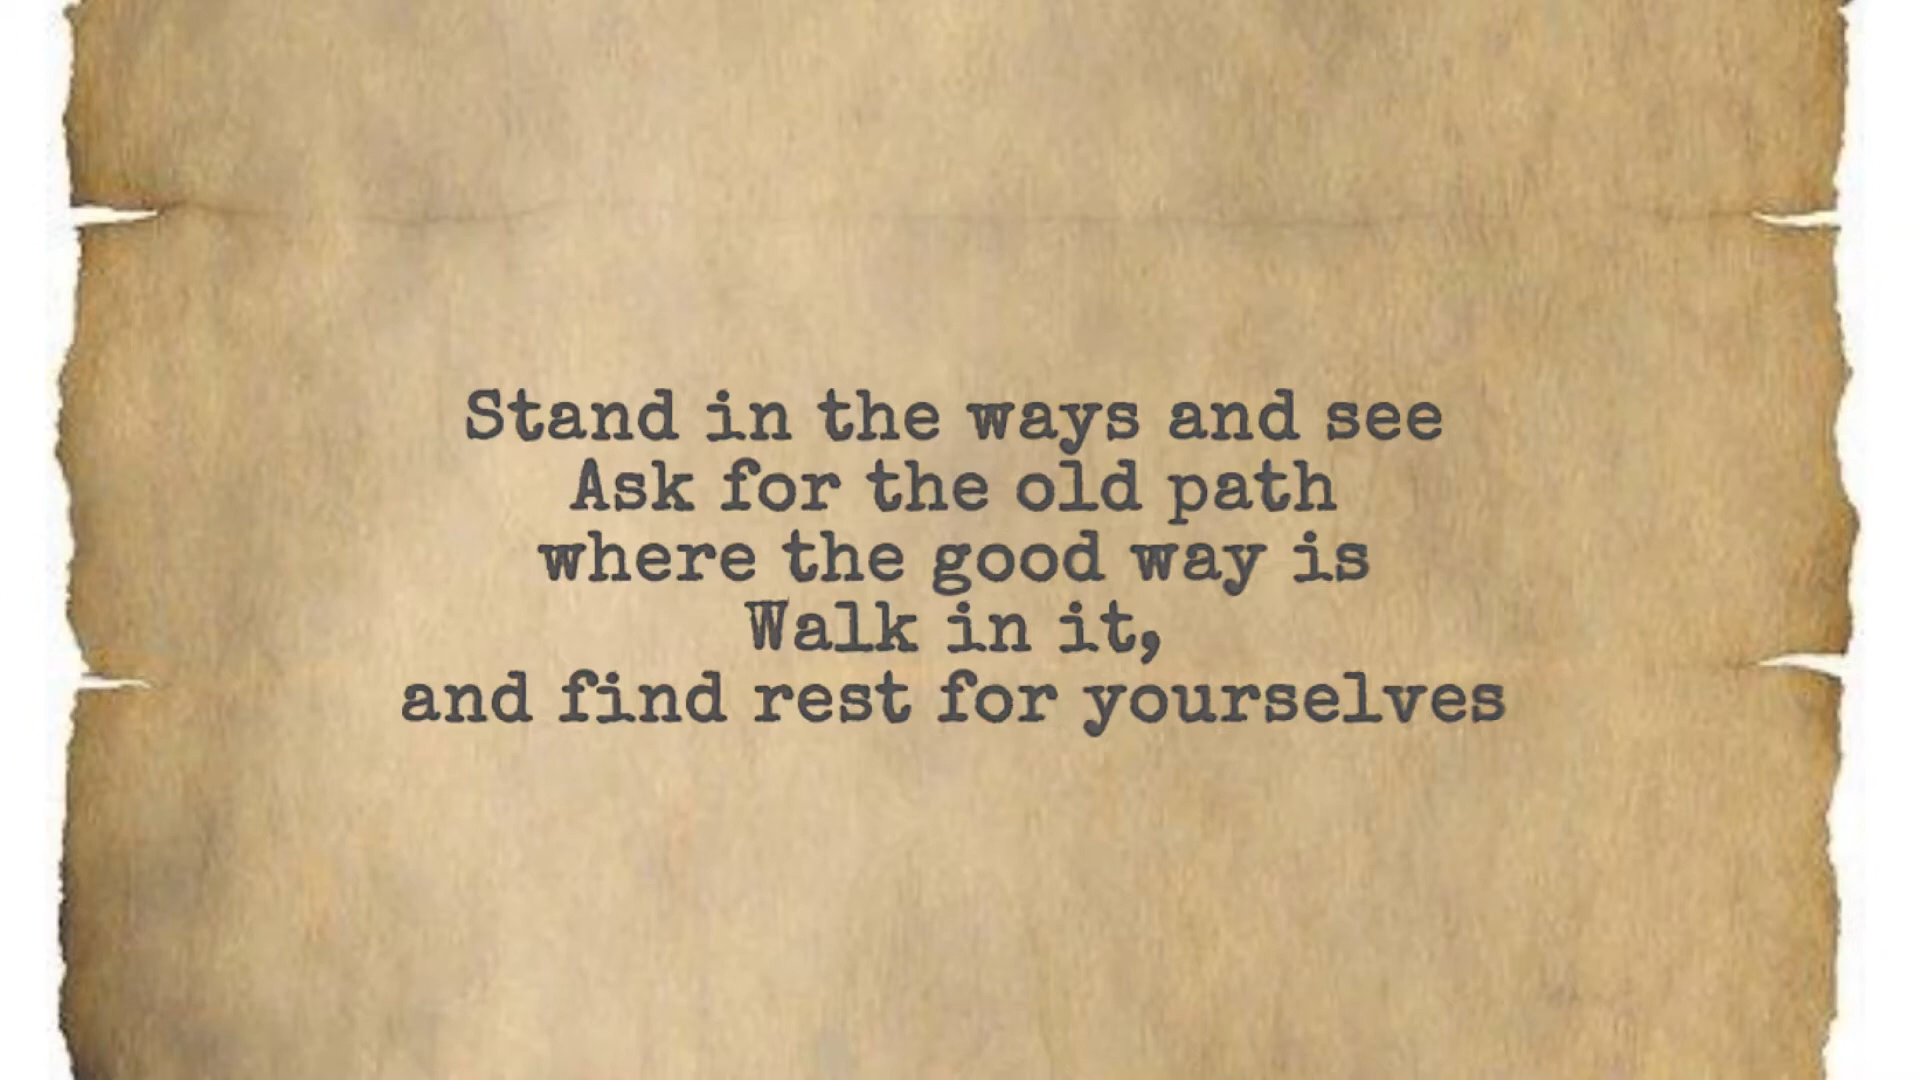 Stand in the ways and see
Ask for the old path
where the good way is
Walk in it,
and find rest for yourselves